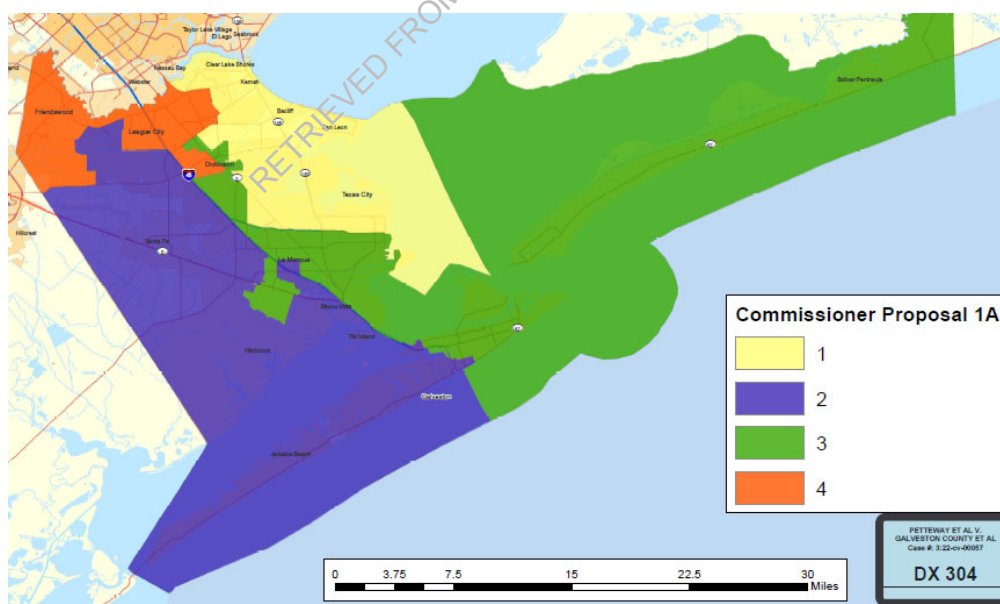 RETRIEVED FROM
Taylor Lake Village
El Lago
Seabrook
Clear Lake Shores
Nassau Bay
Webster
Kemah
Friendswood
League City
Bacliff
San Leon
Dickinson
Texas City
Bolivar Peninsula
Hillcrest
Santa Fe
La Marque
Bayou Vista
Tiki Island
Hitchcock
Galveston
Jamaica Beach
Commissioner Proposal 1A
1
2
3
4
0 3.75 7.5 15 22.5 30
Miles
PETTEWAY ET AL V.
GALVESTON COUNTY ET AL
Case #: 3:22-cv-00057
DX 304